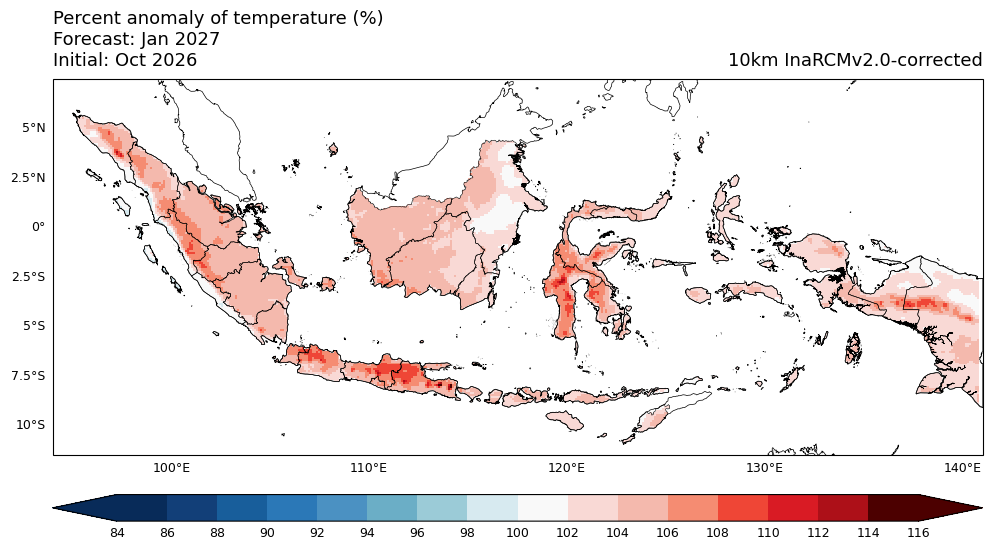 Percent anomaly of temperature (%)
Forecast: Jan 2027
Initial: Oct 2026
10km InaRCMv2.0-corrected
5°N
2.5°N
0°
2.5°S
5°S
7.5°S
10°S
100°E 110°E 120°E 130°E 140°E
84 86 88 90 92 94 96 98 100 102 104 106 108 110 112 114 116